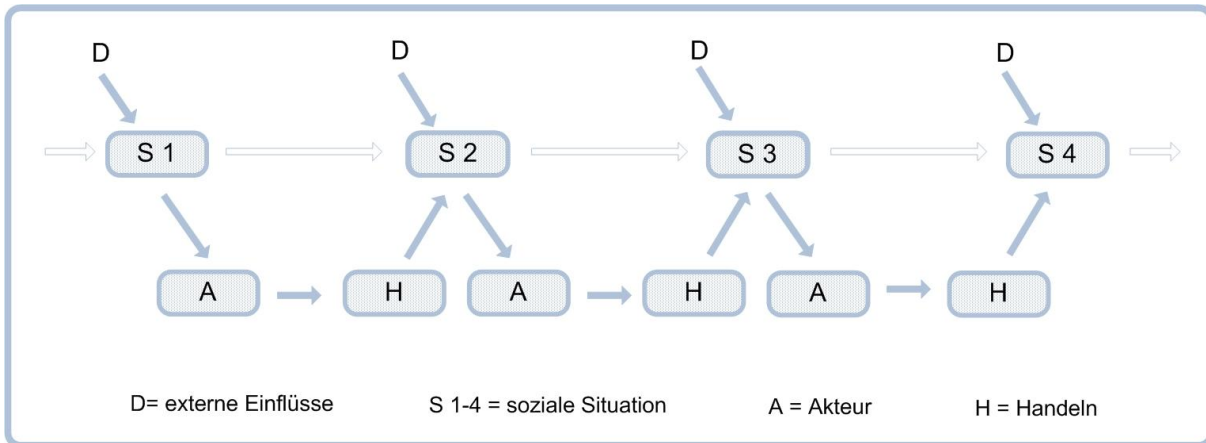 D D D D
S 1 S 2 S 3 S 4
A H A H A H
D= externe Einflüsse S 1-4 = soziale Situation A = Akteur H = Handeln